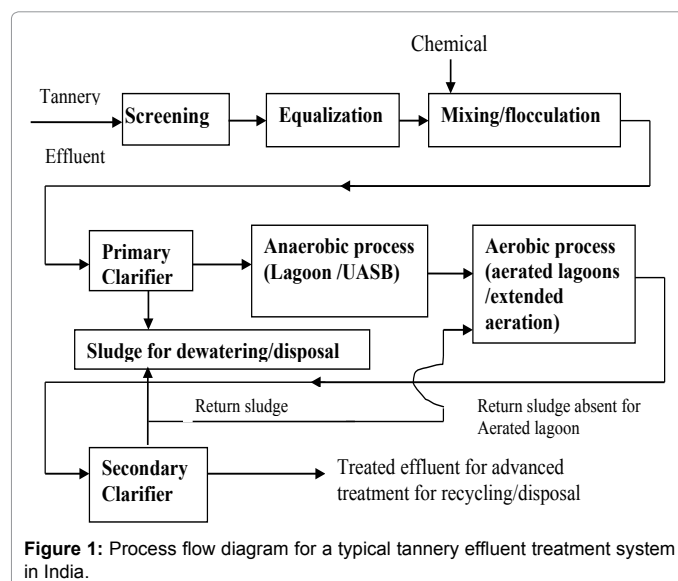 Chemical
Tannery
Effluent
Screening
Equalization
Mixing/flocculation
Primary
Clarifier
Anaerobic process
(Lagoon /UASB)
Aerobic process
(aerated lagoons
/extended
aeration)
Sludge for dewatering/disposal
Return sludge
Return sludge absent for
Aerated lagoon
Secondary
Clarifier
Treated effluent for advanced
treatment for recycling/disposal
Figure 1: Process flow diagram for a typical tannery effluent treatment system
in India.